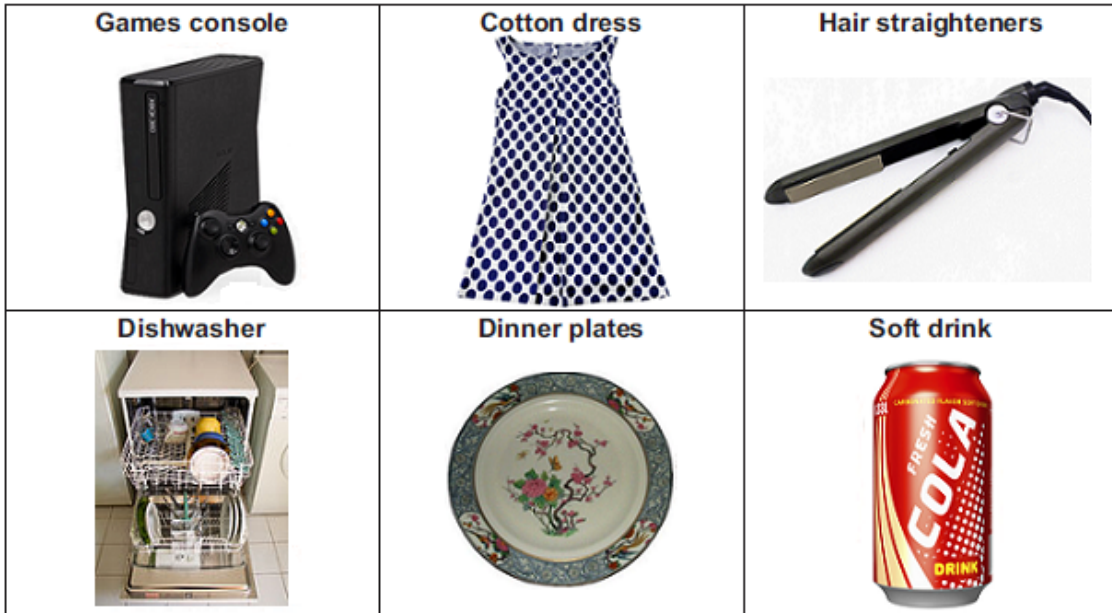 Games console
Cotton dress
Hair straighteners
Dishwasher
Dinner plates
Soft drink
FRESH
COLA
DRINK